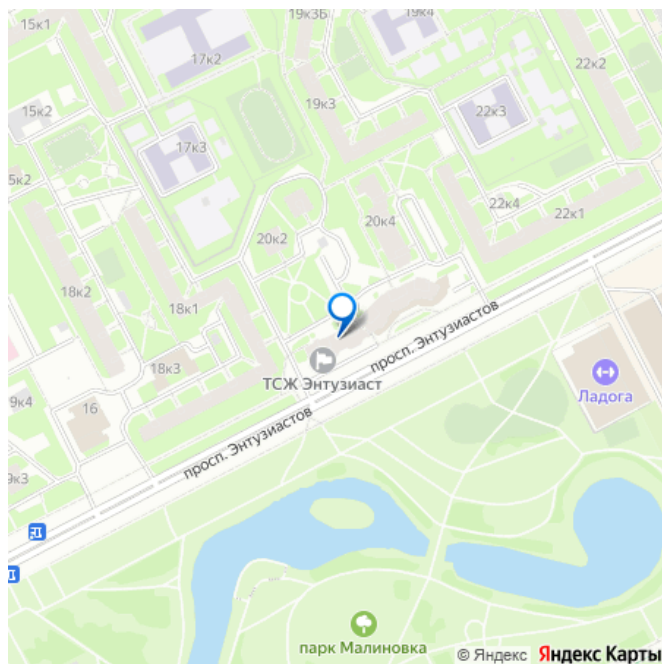 15к1
19к3Б
19к4
17к2
22к2
15к2
19к3
22к3
17к3
5к2
20к4
22к4
22к1
20к2
18к2
18к1
просп. Энтузиастов
18к3
ТСЖ Энтузиаст
Ладога
9к4
16
просп. Энтузиастов
9к3
парк Малиновка
© Яндекс Яндекс Карты